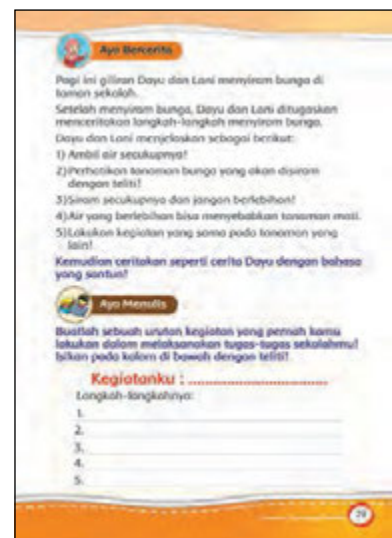 Ayo Bercerita
Pagi ini giliran Dayu dan Lani menyiram bunga di
taman sekolah.
Setelah menyiram bunga, Dayu dan Lani ditugaskan
menceritakan langkah-langkah menyiram bunga.
Dayu dan Lani menjelaskan sebagai berikut:
1) Ambil air secukupnya!
2) Perhatikan tanaman bunga yang akan disiram
dengan teliti!
3) Siram secukupnya dan jangan berlebihan!
4) Air yang berlebihan bisa menyebabkan tanaman mati.
5) Lakukan kegiatan yang sama pada tanaman yang
lain!
Kemudian ceritakan seperti cerita Dayu dengan bahasa
yang santun!
Ayo Menulis
Buatlah sebuah urutan kegiatan yang pernah kamu
lakukan dalam melaksanakan tugas-tugas sekolahmu!
Isikan pada kolom di bawah dengan teliti!
Kegiatanku : ..................................
Langkah-langkahnya:
1.
2.
3.
4.
5.